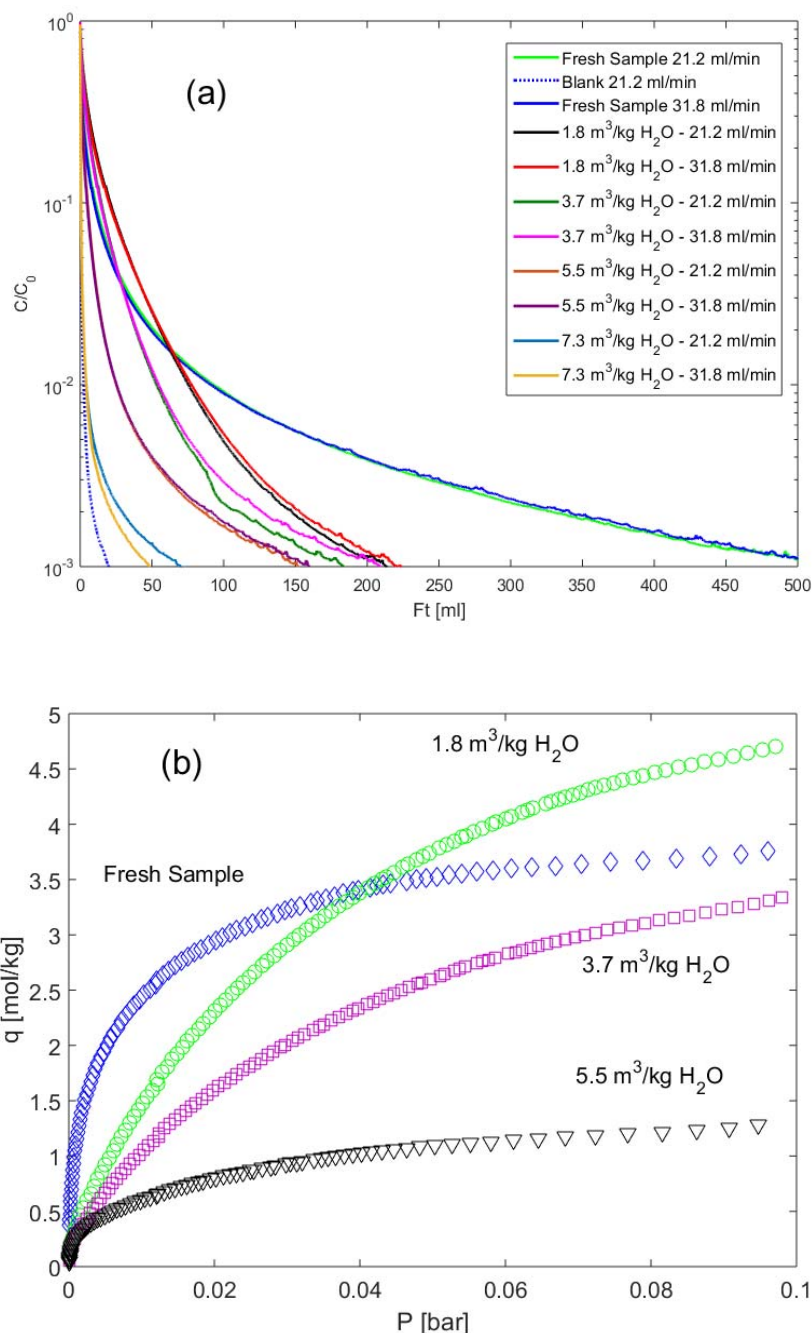 (a)
10⁰
10⁻¹
10⁻²
10⁻³
C/C₀
Fresh Sample 21.2 ml/min
Blank 21.2 ml/min
Fresh Sample 31.8 ml/min
1.8 m³/kg H₂O - 21.2 ml/min
1.8 m³/kg H₂O - 31.8 ml/min
3.7 m³/kg H₂O - 21.2 ml/min
3.7 m³/kg H₂O - 31.8 ml/min
5.5 m³/kg H₂O - 21.2 ml/min
5.5 m³/kg H₂O - 31.8 ml/min
7.3 m³/kg H₂O - 21.2 ml/min
7.3 m³/kg H₂O - 31.8 ml/min
0 50 100 150 200 250 300 350 400 450 500
Ft [ml]
(b)
5
4.5
4
3.5
3
2.5
2
1.5
1
0.5
0
q [mol/kg]
1.8 m³/kg H₂O
Fresh Sample
3.7 m³/kg H₂O
5.5 m³/kg H₂O
0 0.02 0.04 0.06 0.08 0.1
P [bar]